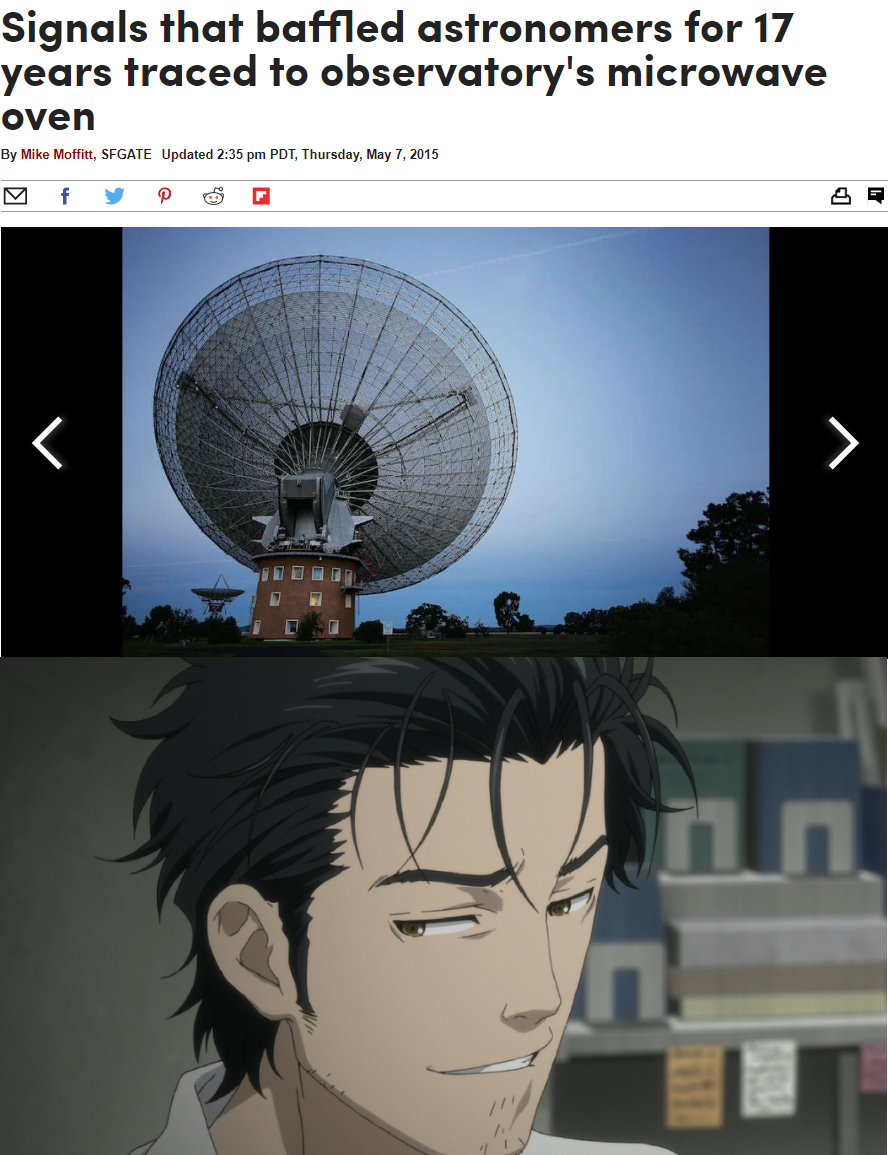 Signals that baffled astronomers for 17
years traced to observatory's microwave
oven
By Mike Moffitt, SFGATE Updated 2:35 pm PDT, Thursday, May 7, 2015